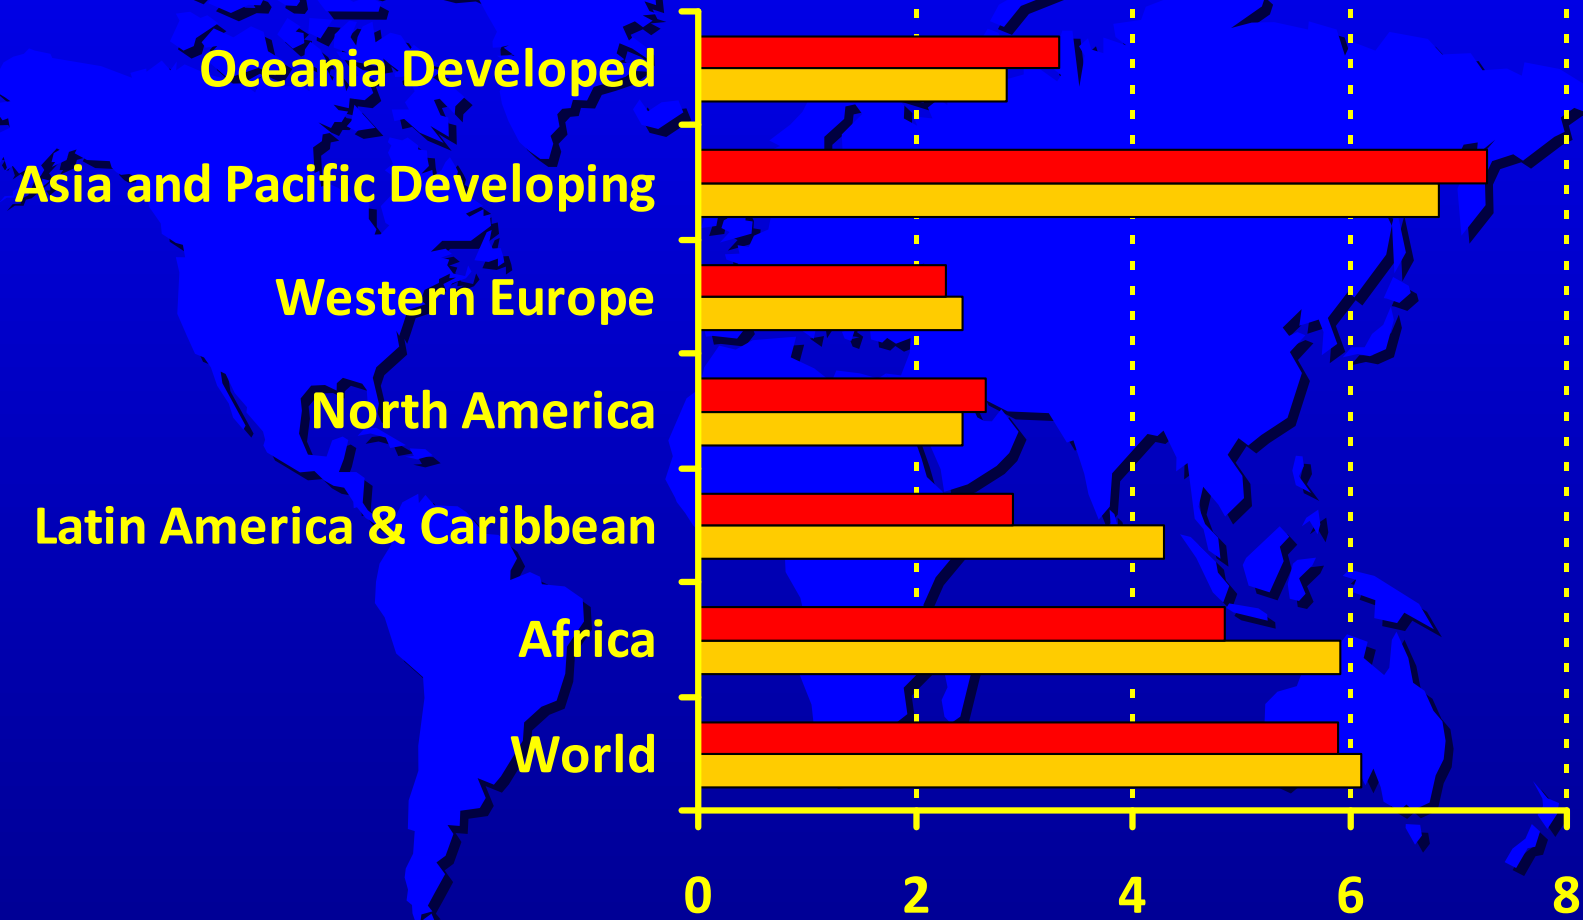 Oceania Developed
Asia and Pacific Developing
Western Europe
North America
Latin America & Caribbean
Africa
World
0 2 4 6 8